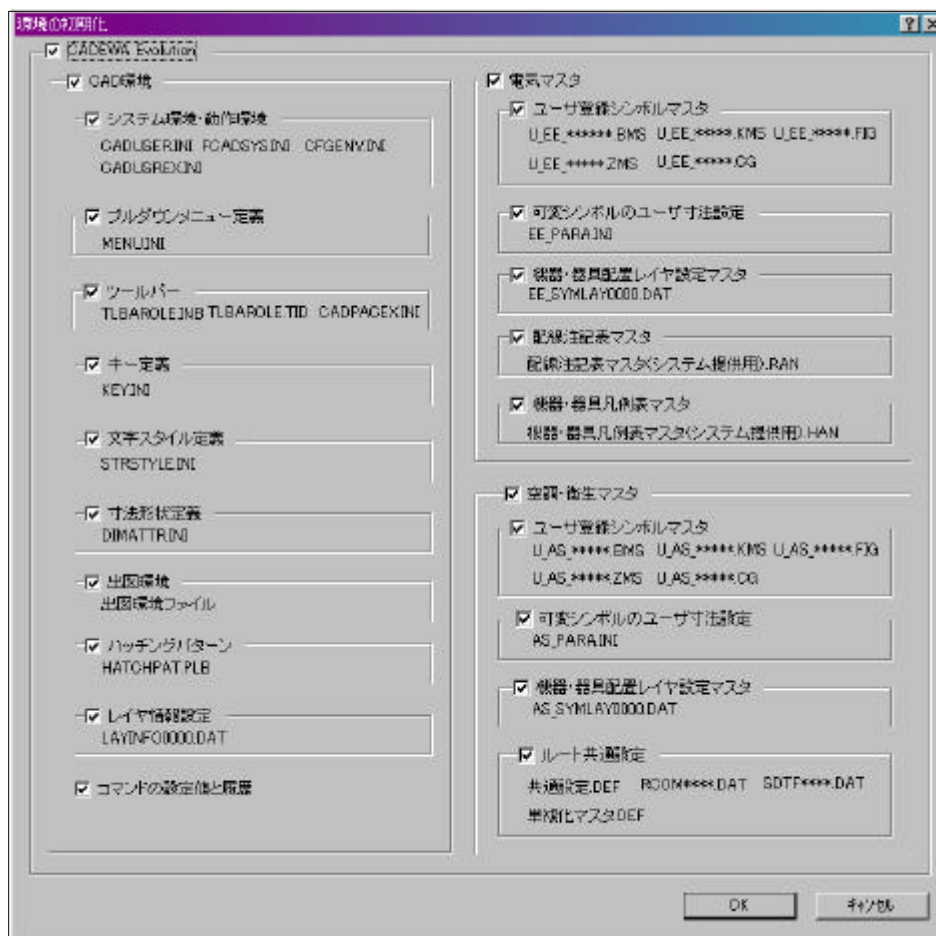 環境の初期化
CADEWA Evolution
CAD環境
システム環境・動作環境
CADUSER.INI FCADSYS.INI CFGENV.INI
CADUSREX.INI
プルダウンメニュー定義
MENU.INI
ツールバー
TLBAROLE.INB TLBAROLE.TID CADPAGEX.INI
キー定義
KEY.INI
文字スタイル定義
STRSTYLE.INI
寸法形状定義
DIMATTR.INI
出図環境
出図環境ファイル
ハッチングパターン
HATCHPAT.PLB
レイヤ情報設定
LAYINFO0000.DAT
コマンドの設定値と履歴
電気マスタ
ユーザ登録シンボルマスタ
U_EE_******.BMS U_EE_*****.KMS U_EE_*****.FIG
U_EE_*****.ZMS U_EE_*****.CG
可変シンボルのユーザ寸法設定
EE_PARA.INI
機器・器具配置レイヤ設定マスタ
EE_SYMLAY0000.DAT
配線注記表マスタ
配線注記表マスタ(システム提供用).RAN
機器・器具凡例表マスタ
機器・器具凡例表マスタ(システム提供用).HAN
空調・衛生マスタ
ユーザ登録シンボルマスタ
U_AS_*****.BMS U_AS_*****.KMS U_AS_*****.FIG
U_AS_*****.ZMS U_AS_*****.CG
可変シンボルのユーザ寸法設定
AS_PARA.INI
機器・器具配置レイヤ設定マスタ
AS_SYMLAY0000.DAT
ルート共通設定
共通設定.DEF RCOM****.DAT SDTF****.DAT
単線化マスタ.DEF
OK キャンセル